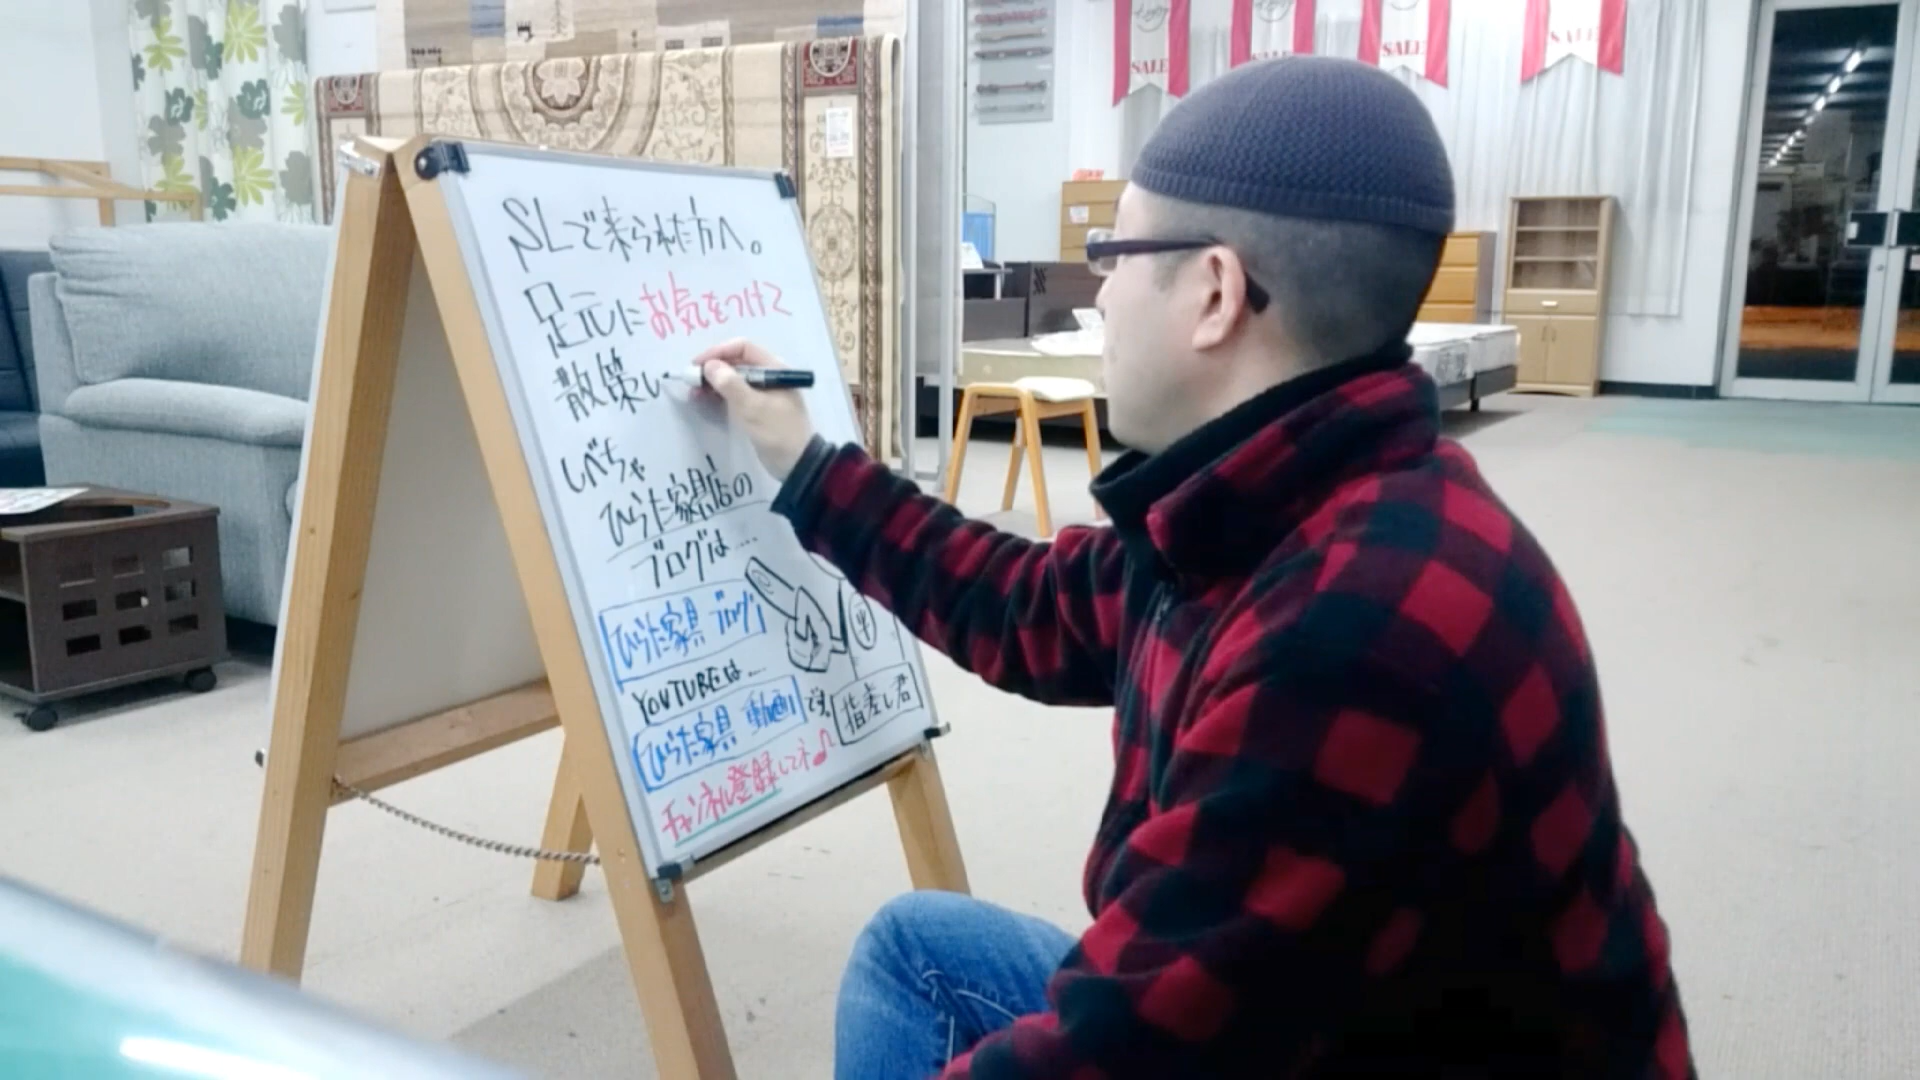 SLで来られた方へ。
足元にお気をつけて
散策し
しべちゃ
ひらた家具店の
ブログは....
ひらた家具 ブログ
YOUTUBEは....
ひらた家具 動画 です。
チャンネル登録してネ♪
平
指差し君
SALE
SALE
SALE
SALE